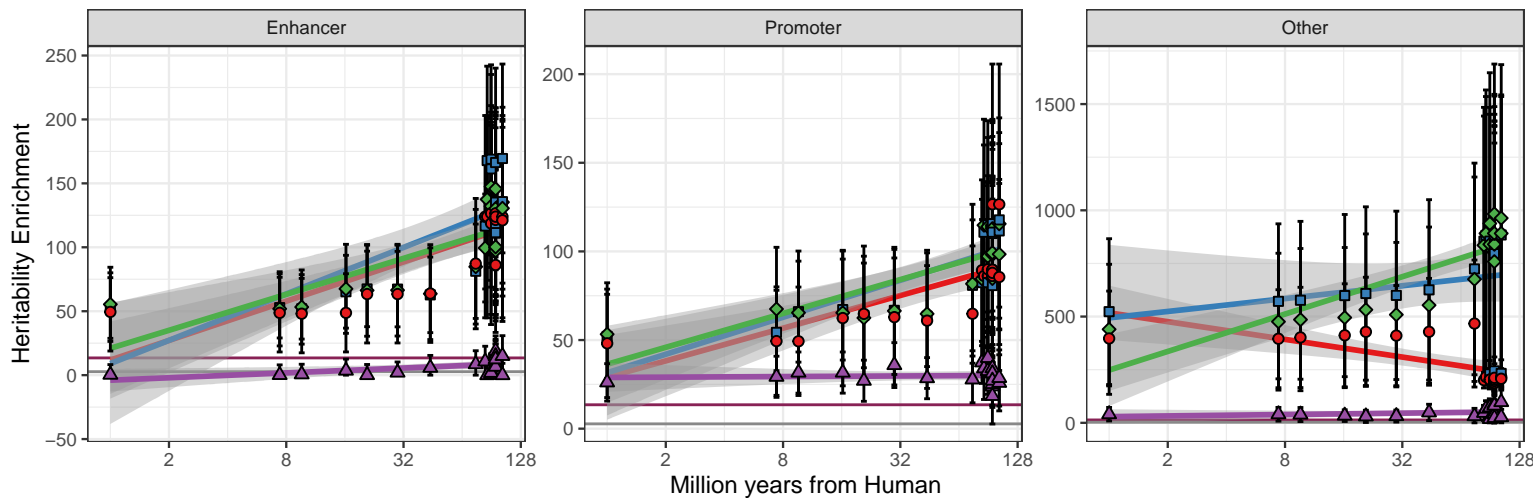 Enhancer
Promoter
Other
Heritability Enrichment
250
200
150
100
50
0
−50
200
150
100
50
0
1500
1000
500
0
2 8 32 128
2 8 32 128
2 8 32 128
Million years from Human